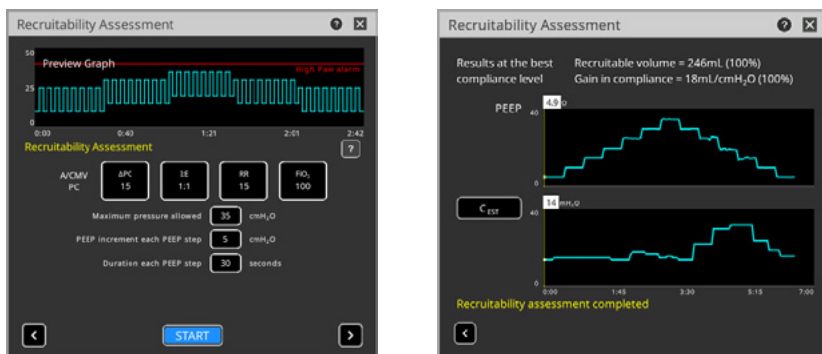 Recruitability Assessment
50
Preview Graph
High Paw alarm
25
0
0:00 0:40 1:21 2:01 2:42
Recruitability Assessment ?
A/CMV PC
ΔPC 15
I:E 1:1
RR 15
FiO₂ 100
Maximum pressure allowed 35 cmH₂O
PEEP increment each PEEP step 5 cmH₂O
Duration each PEEP step 30 seconds
< START >
Recruitability Assessment ?
Results at the best compliance level
Recruitable volume = 246mL (100%)
Gain in compliance = 18mL/cmH₂O (100%)
PEEP
4.9
40
0
C EST
14 mH₂O
40
0
0:00 1:45 3:30 5:15 7:00
Recruitability assessment completed
<